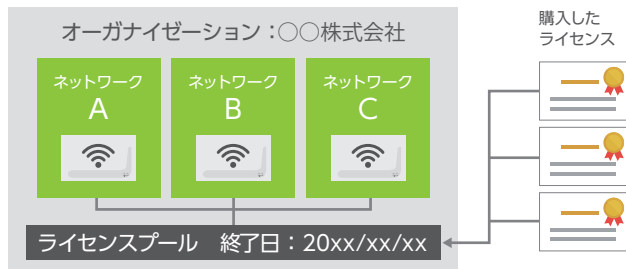 オーガナイゼーション:○○株式会社
購入した
ライセンス
ネットワーク
A
ネットワーク
B
ネットワーク
C
ライセンスプール 終了日:20xx/xx/xx